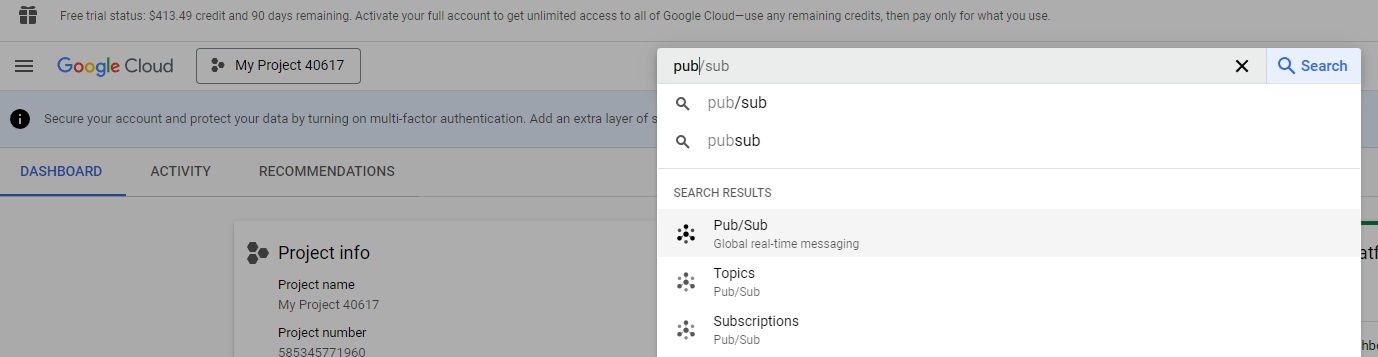 Free trial status: $413.49 credit and 90 days remaining. Activate your full account to get unlimited access to all of Google Cloud—use any remaining credits, then pay only for what you use.
Google Cloud
My Project 40617
pub/sub
Search
Secure your account and protect your data by turning on multi-factor authentication. Add an extra layer of
pub/sub
pubsub
DASHBOARD
ACTIVITY
RECOMMENDATIONS
SEARCH RESULTS
Pub/Sub
Global real-time messaging
Project info
Topics
Pub/Sub
Project name
My Project 40617
Subscriptions
Pub/Sub
Project number
585345771960